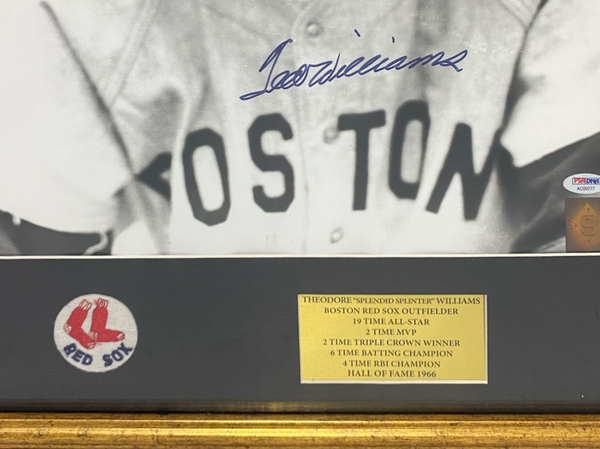 Ted Williams
BOSTON
PSA/DNA
RED SOX
THEODORE "SPLENDID SPLINTER" WILLIAMS
BOSTON RED SOX OUTFIELDER
19 TIME ALL-STAR
2 TIME MVP
2 TIME TRIPLE CROWN WINNER
6 TIME BATTING CHAMPION
4 TIME RBI CHAMPION
HALL OF FAME 1966